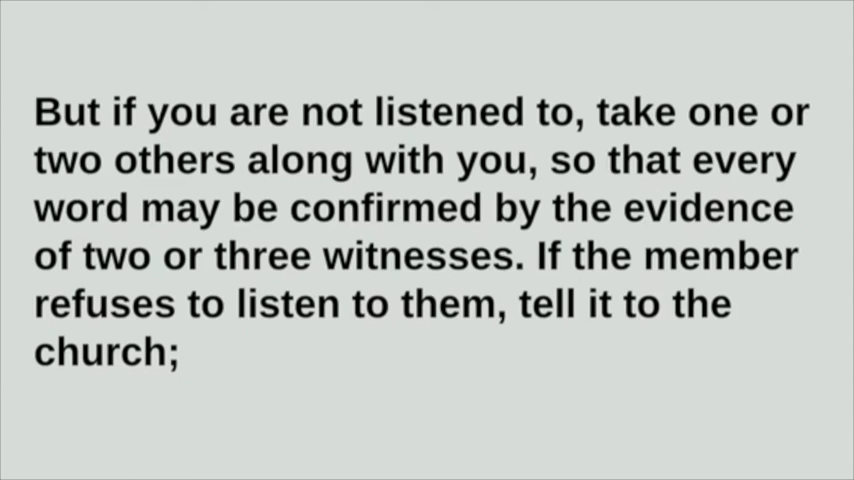 But if you are not listened to, take one or
two others along with you, so that every
word may be confirmed by the evidence
of two or three witnesses. If the member
refuses to listen to them, tell it to the
church;